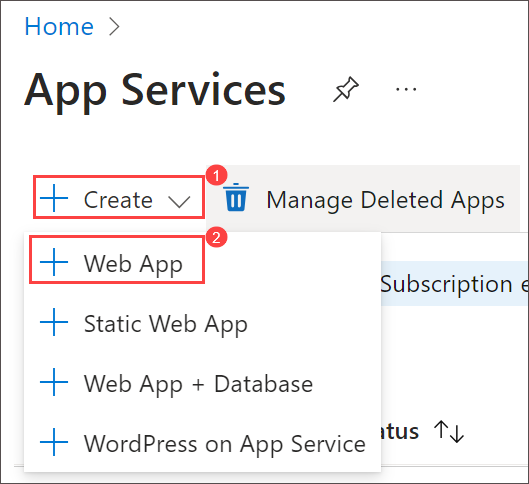 Home >
App Services
1
+ Create Manage Deleted Apps
2
+ Web App
Subscription e
+ Static Web App
+ Web App + Database
atus
+ WordPress on App Service